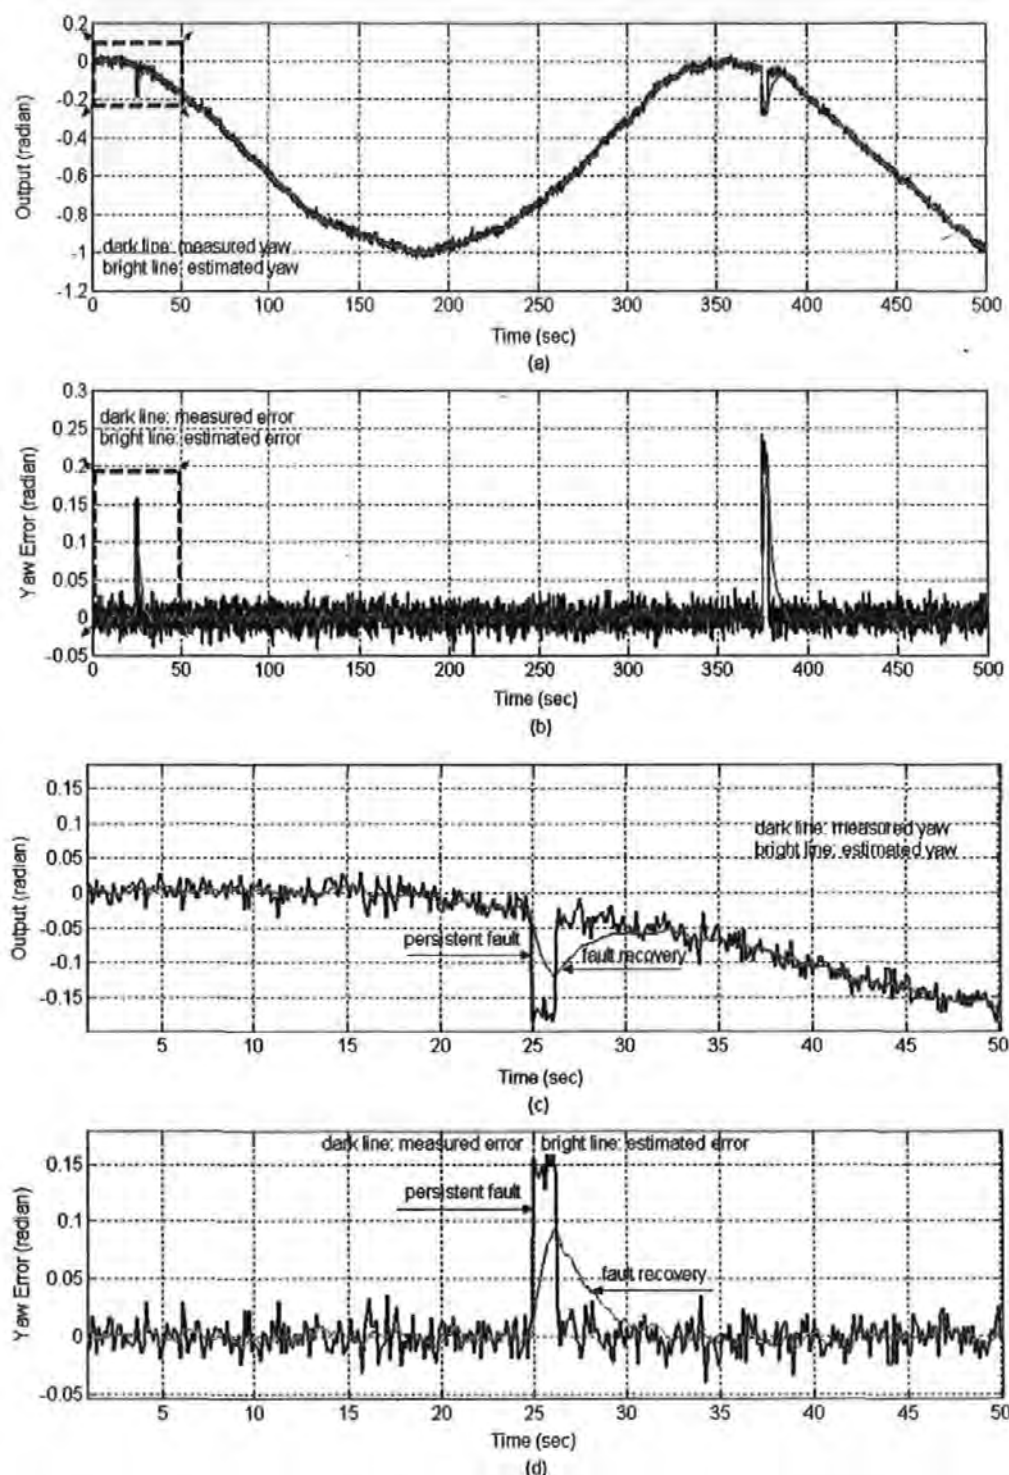 Output (radian)
0.2
0
-0.2
-0.4
-0.6
-0.8
-1
-1.2
dark line: measured yaw
bright line: estimated yaw
0 50 100 150 200 250 300 350 400 450 500
Time (sec)
(a)
Yaw Error (radian)
0.3
0.25
0.2
0.15
0.1
0.05
0
-0.05
dark line: measured error
bright line: estimated error
0 50 100 150 200 250 300 350 400 450 500
Time (sec)
(b)
Output (radian)
0.15
0.1
0.05
0
-0.05
-0.1
-0.15
dark line: measured yaw
bright line: estimated yaw
persistent fault
fault recovery
5 10 15 20 25 30 35 40 45 50
Time (sec)
(c)
Yaw Error (radian)
0.15
0.1
0.05
0
-0.05
dark line: measured error bright line: estimated error
persistent fault
fault recovery
5 10 15 20 25 30 35 40 45 50
Time (sec)
(d)